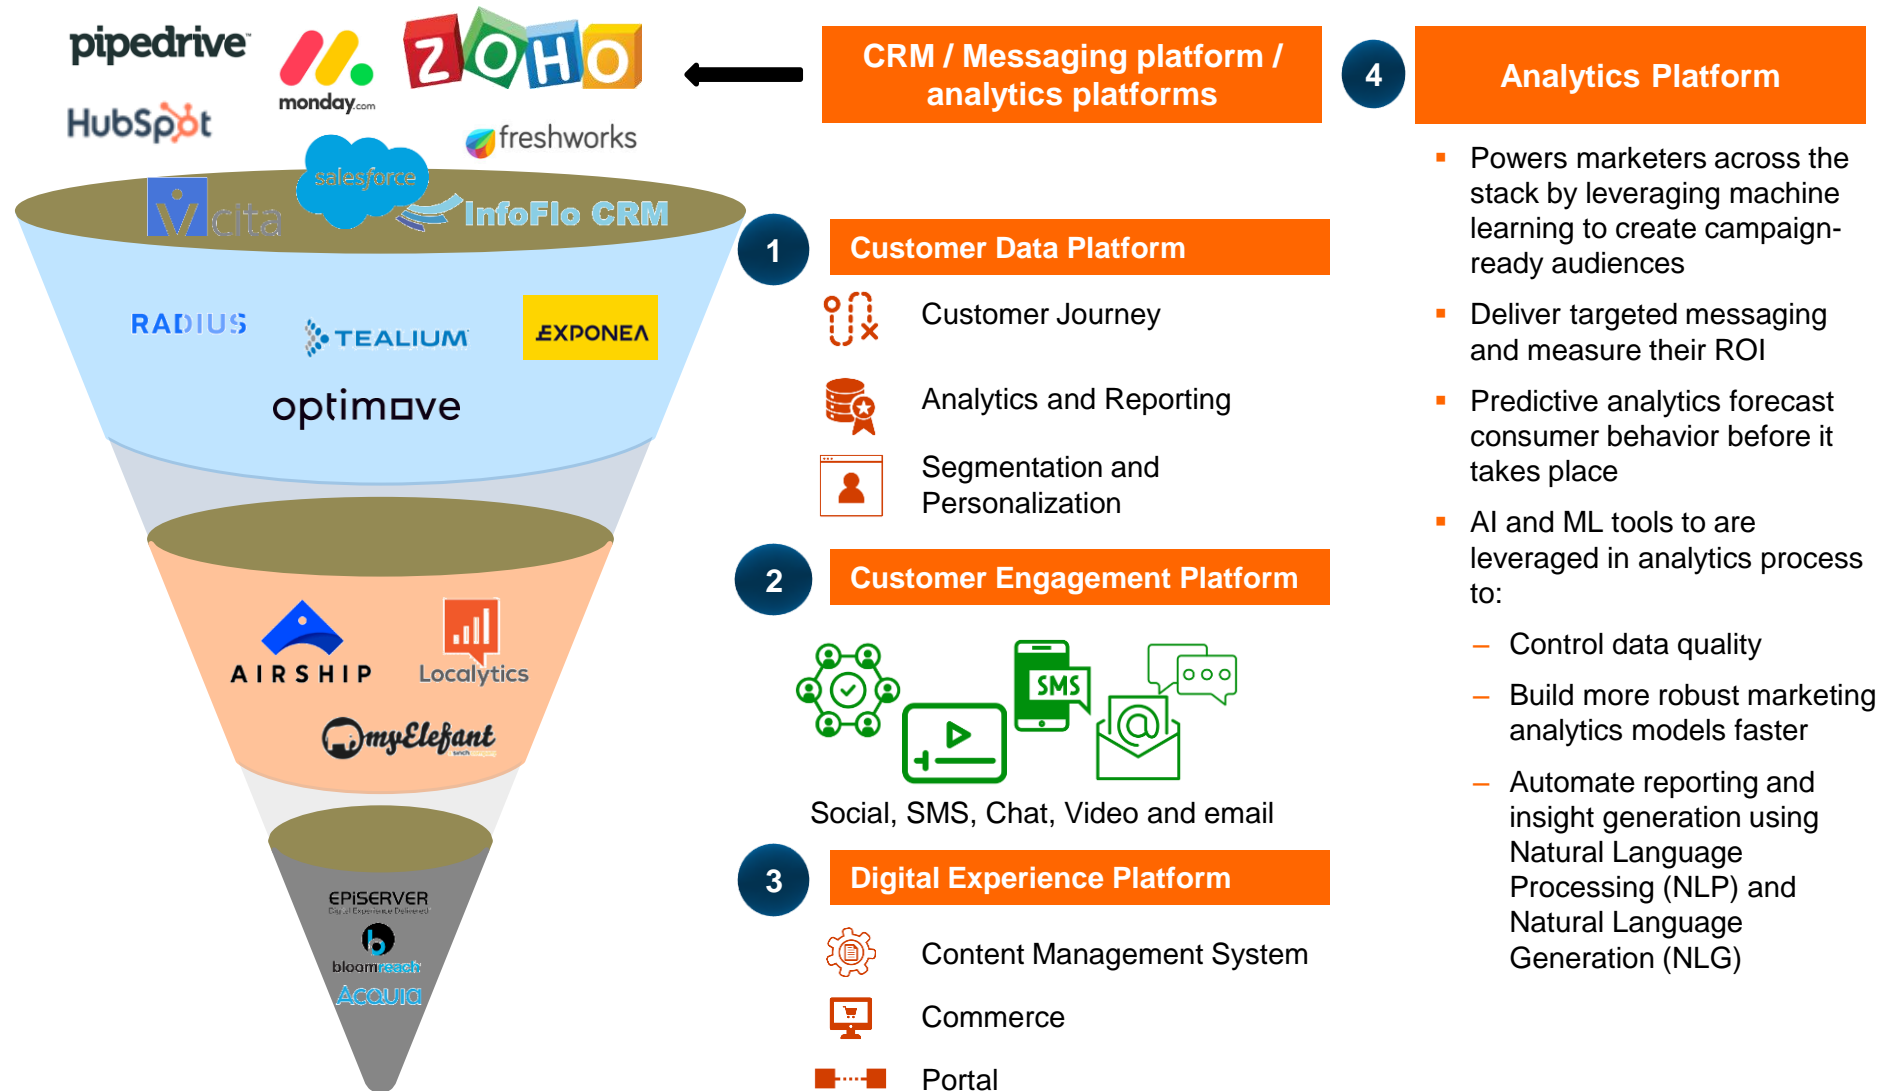 pipedrive
monday.com
ZOHO
HubSpot
freshworks
salesforce
vcita
InfoFlo CRM
RADIUS
TEALIUM
EXPONEA
optimove
AIRSHIP
Localytics
myElefant
EPiSERVER
Digital Experience Delivered
b
bloomreach
ACQUIA
CRM / Messaging platform /
analytics platforms
1
Customer Data Platform
Customer Journey
Analytics and Reporting
Segmentation and
Personalization
2
Customer Engagement Platform
SMS
@
Social, SMS, Chat, Video and email
3
Digital Experience Platform
Content Management System
Commerce
Portal
4
Analytics Platform
▪ Powers marketers across the
stack by leveraging machine
learning to create campaign-
ready audiences
▪ Deliver targeted messaging
and measure their ROI
▪ Predictive analytics forecast
consumer behavior before it
takes place
▪ AI and ML tools to are
leveraged in analytics process
to:
– Control data quality
– Build more robust marketing
analytics models faster
– Automate reporting and
insight generation using
Natural Language
Processing (NLP) and
Natural Language
Generation (NLG)